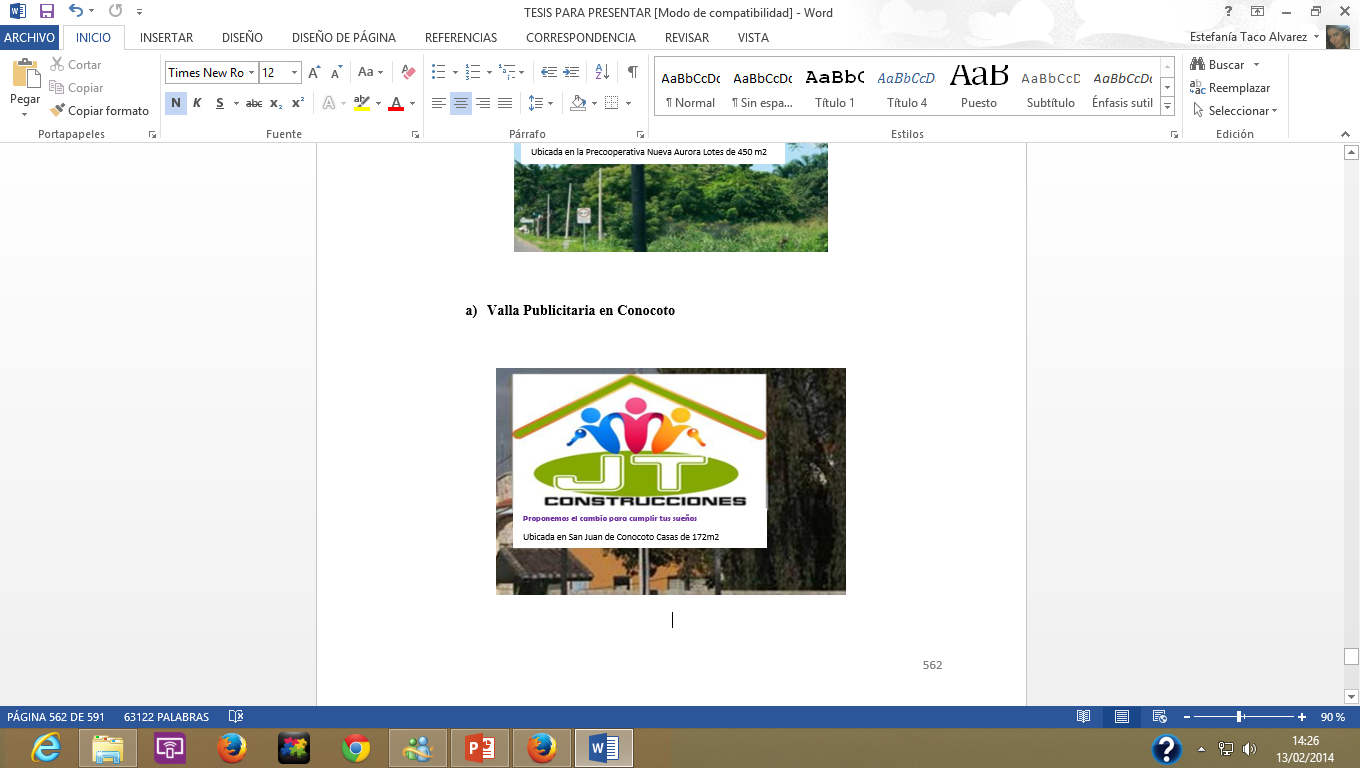 TESIS PARA PRESENTAR [Modo de compatibilidad] - Word
ARCHIVO INICIO INSERTAR DISEÑO DISEÑO DE PÁGINA REFERENCIAS CORRESPONDENCIA REVISAR VISTA
Estefanía Taco Alvarez
Pegar
Cortar
Copiar
Copiar formato
Portapapeles
Times New Ro 12
N K S abc x₂ x²
Fuente
Párrafo
AaBbCcDc AaBbCcDc AaBbC AaBbCcD AaB AaBbCcD AaBbCcDc
¶ Normal ¶ Sin espa... Título 1 Título 4 Puesto Subtítulo Énfasis sutil
Estilos
Buscar
Reemplazar
Seleccionar
Edición
Ubicada en la Precooperativa Nueva Aurora Lotes de 450 m2
a) Valla Publicitaria en Conocoto
JT
CONSTRUCCIONES
Proponemos el cambio para cumplir tus sueños
Ubicada en San Juan de Conocoto Casas de 172m2
562
PÁGINA 562 DE 591 63122 PALABRAS
90 %
14:26
13/02/2014